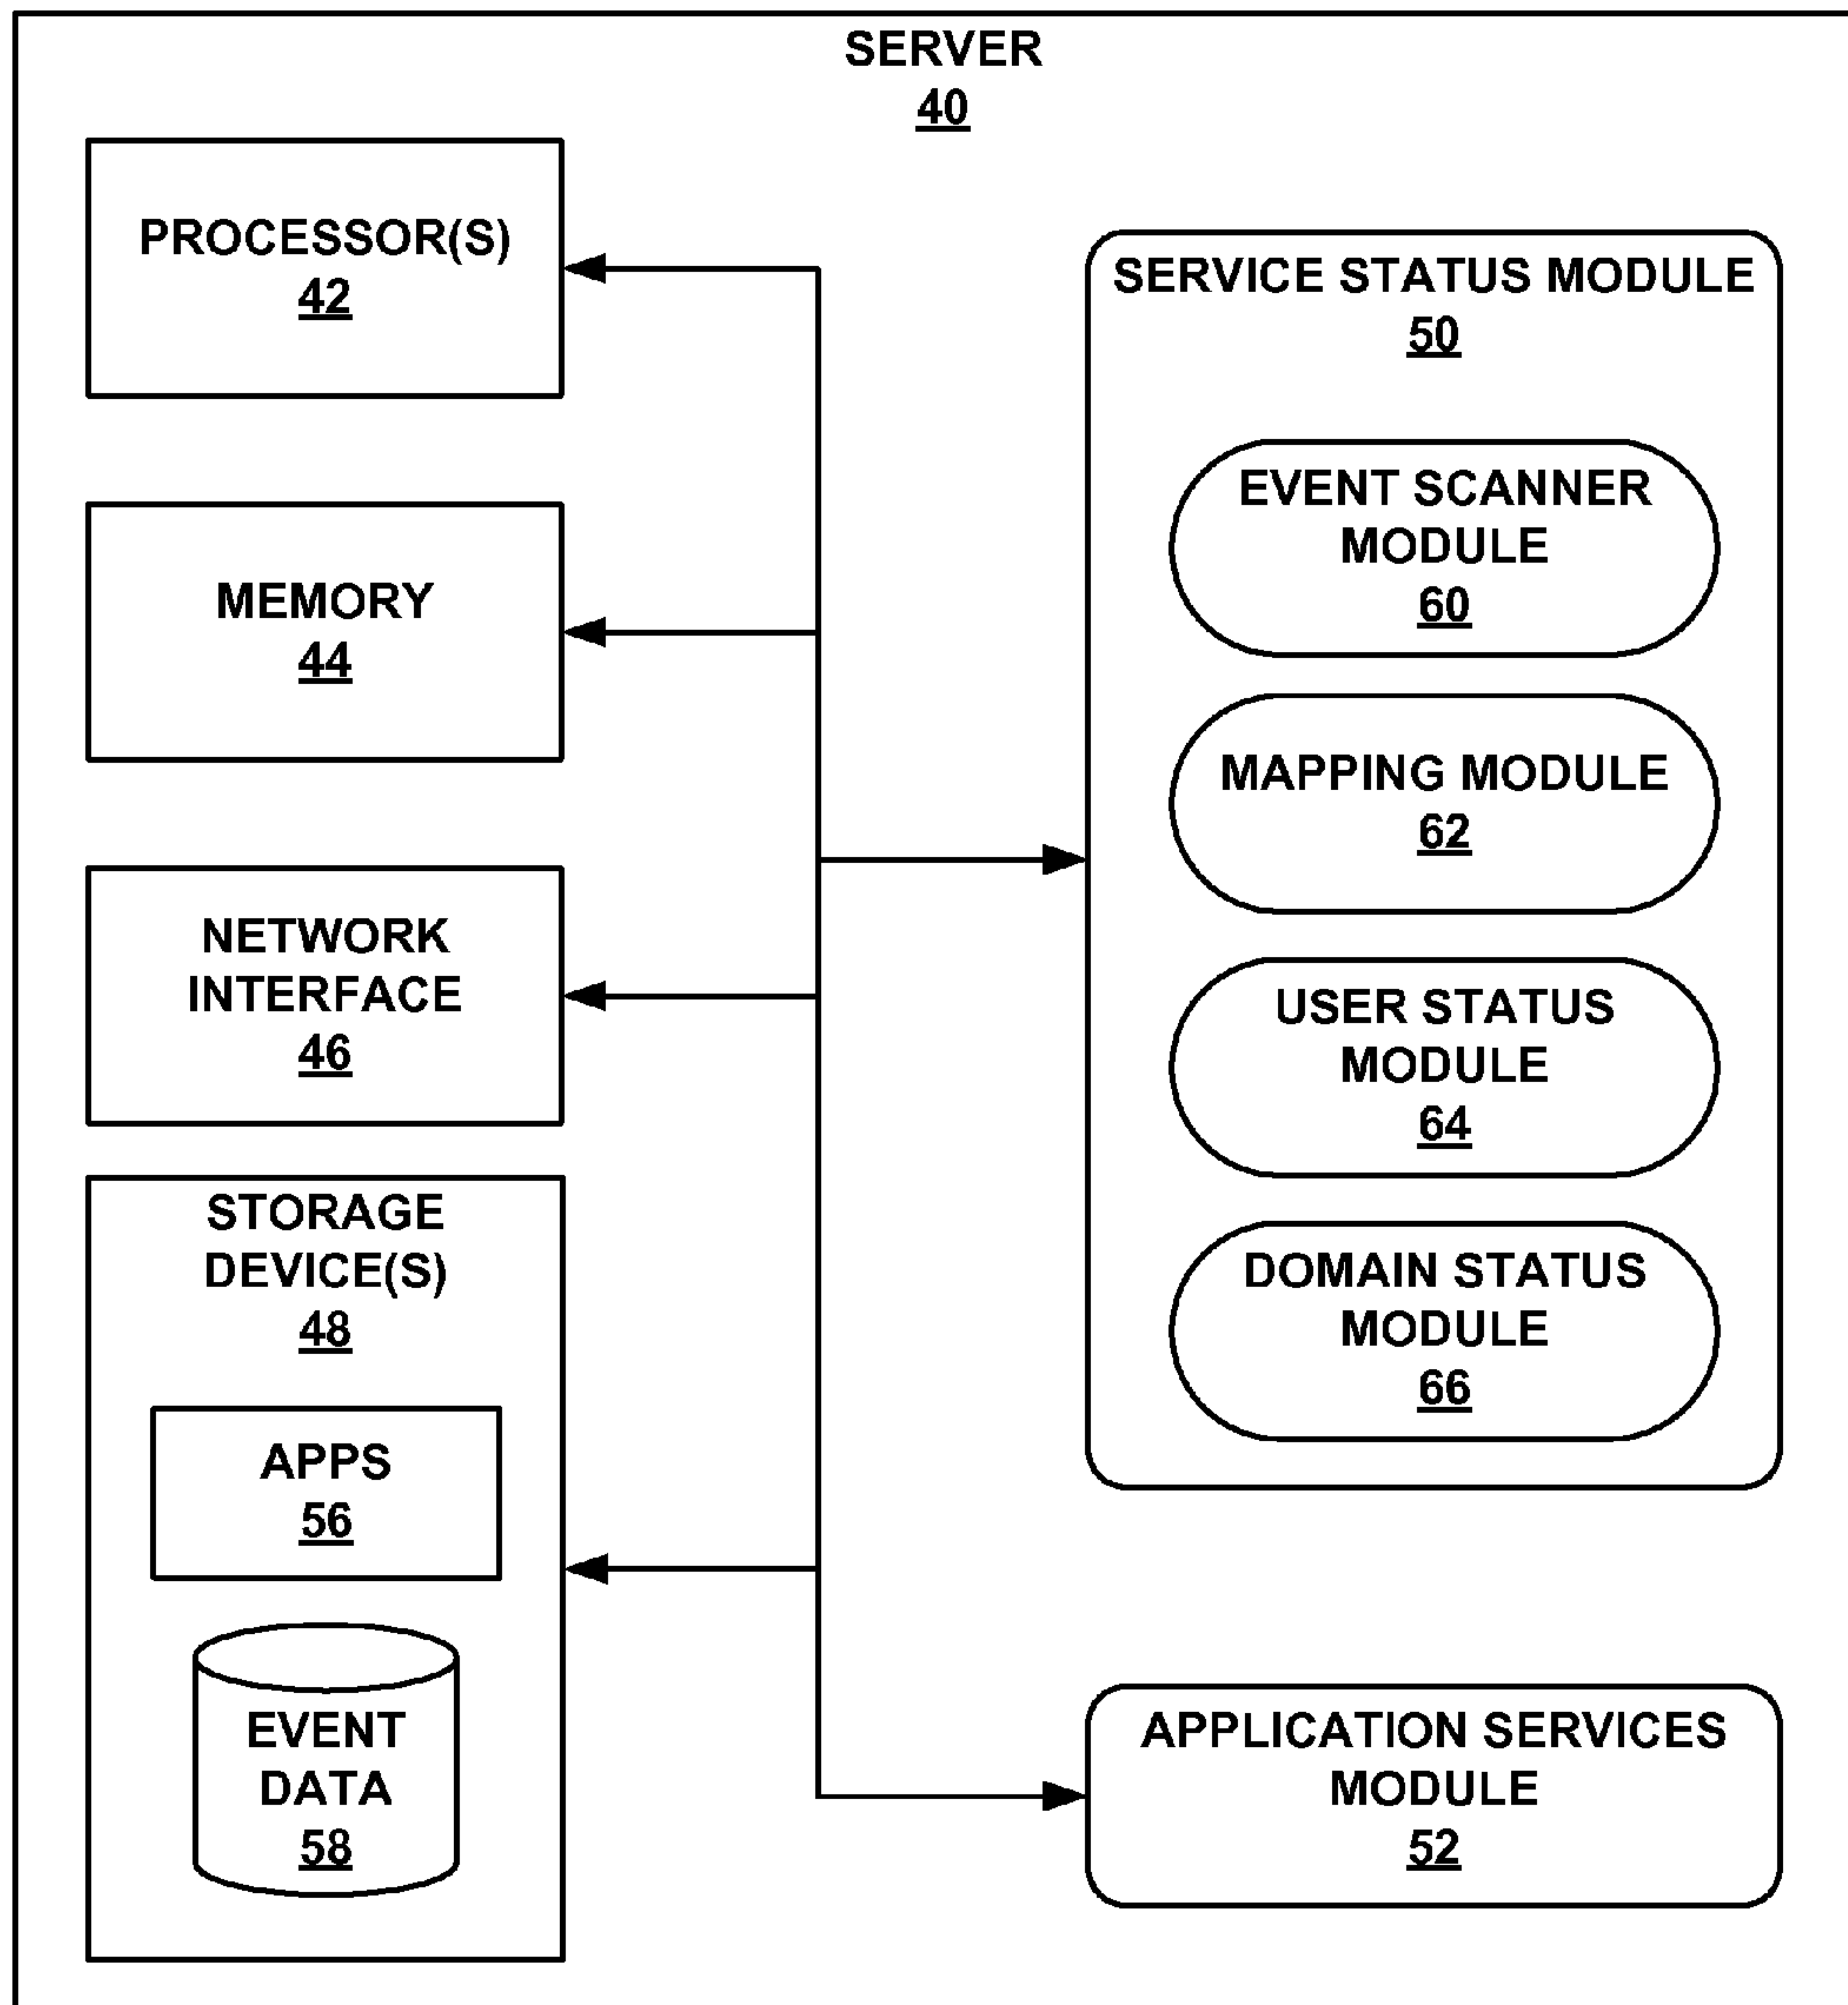 SERVER
40
PROCESSOR(S)
42
MEMORY
44
NETWORK
INTERFACE
46
STORAGE
DEVICE(S)
48
APPS
56
EVENT
DATA
58
SERVICE STATUS MODULE
50
EVENT SCANNER
MODULE
60
MAPPING MODULE
62
USER STATUS
MODULE
64
DOMAIN STATUS
MODULE
66
APPLICATION SERVICES
MODULE
52